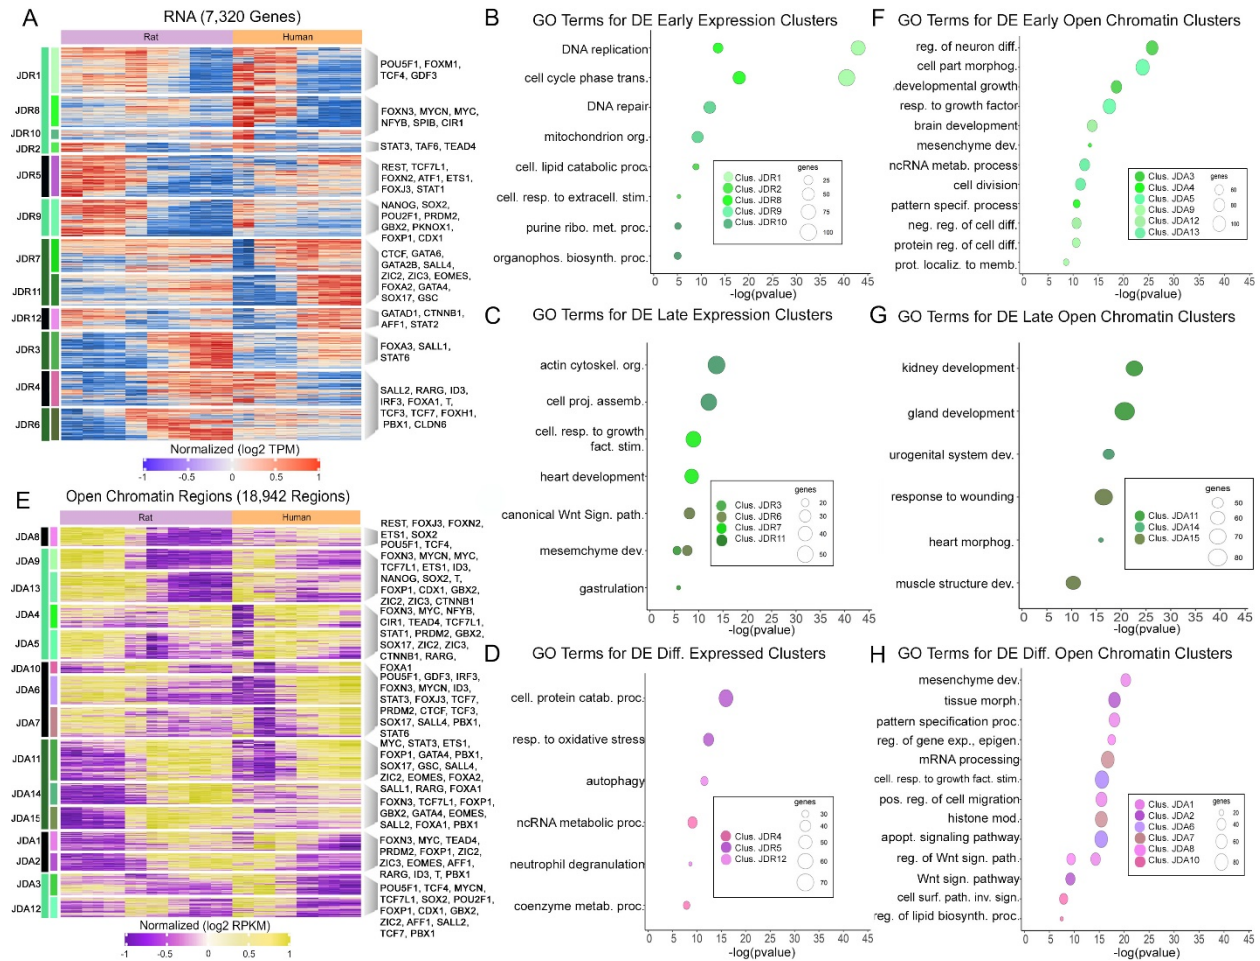 A
RNA (7,320 Genes)
Rat
Human
JDR1
JDR8
JDR10
JDR2
JDR5
JDR9
JDR7
JDR11
JDR12
JDR3
JDR4
JDR6
POU5F1, FOXM1,
TCF4, GDF3
FOXN3, MYCN, MYC,
NFYB, SPIB, CIR1
STAT3, TAF6, TEAD4
REST, TCF7L1,
FOXN2, ATF1, ETS1,
FOXJ3, STAT1
NANOG, SOX2,
POU2F1, PRDM2,
GBX2, PKNOX1,
FOXP1, CDX1
CTCF, GATA6,
GATA2B, SALL4,
ZIC2, ZIC3, EOMES,
FOXA2, GATA4,
SOX17, GSC
GATAD1, CTNNB1,
AFF1, STAT2
FOXA3, SALL1,
STAT6
SALL2, RARG, ID3,
IRF3, FOXA1, T,
TCF3, TCF7, FOXH1,
PBX1, CLDN6
Normalized (log2 TPM)
-1 -0.5 0 0.5 1
B
GO Terms for DE Early Expression Clusters
DNA replication
cell cycle phase trans.
DNA repair
mitochondrion org.
cell. lipid catabolic proc.
cell. resp. to extracell. stim.
purine ribo. met. proc.
organophos. biosynth. proc.
genes
Clus. JDR1
Clus. JDR2
Clus. JDR8
Clus. JDR9
Clus. JDR10
25
50
75
100
0 5 10 15 20 25 30 35 40 45
-log(pvalue)
C
GO Terms for DE Late Expression Clusters
actin cytoskel. org.
cell proj. assemb.
cell. resp. to growth
fact. stim.
heart development
canonical Wnt Sign. path.
mesemchyme dev.
gastrulation
genes
Clus. JDR3
Clus. JDR6
Clus. JDR7
Clus. JDR11
20
30
40
50
0 5 10 15 20 25 30 35 40 45
-log(pvalue)
D
GO Terms for DE Diff. Expressed Clusters
cell. protein catab. proc.
resp. to oxidative stress
autophagy
ncRNA metabolic proc.
neutrophil degranulation
coenzyme metab. proc.
genes
Clus. JDR4
Clus. JDR5
Clus. JDR12
30
40
50
60
70
0 5 10 15 20 25 30 35 40 45
-log(pvalue)
E
Open Chromatin Regions (18,942 Regions)
Rat
Human
JDA8
JDA9
JDA13
JDA4
JDA5
JDA10
JDA6
JDA7
JDA11
JDA14
JDA15
JDA1
JDA2
JDA3
JDA12
REST, FOXJ3, FOXN2,
ETS1, SOX2
POU5F1, TCF4,
FOXN3, MYCN, MYC,
TCF7L1, ETS1, ID3,
NANOG, SOX2, T,
FOXP1, CDX1, GBX2,
ZIC2, ZIC3, CTNNB1
FOXN3, MYC, NFYB,
CIR1, TEAD4, TCF7L1,
STAT1, PRDM2, GBX2,
SOX17, ZIC2, ZIC3,
CTNNB1, RARG,
FOXA1
POU5F1, GDF3, IRF3,
FOXN3, MYCN, ID3,
STAT3, FOXJ3, TCF7,
PRDM2, CTCF, TCF3,
SOX17, SALL4, PBX1,
STAT6
MYC, STAT3, ETS1,
FOXP1, GATA4, PBX1,
SOX17, GSC, SALL4,
ZIC2, EOMES, FOXA2,
SALL1, RARG, FOXA1
FOXN3, TCF7L1, FOXP1,
GBX2, GATA4, EOMES,
SALL2, FOXA1, PBX1
FOXN3, MYC, TEAD4,
PRDM2, FOXP1, ZIC2,
ZIC3, EOMES, AFF1,
RARG, ID3, T, PBX1
POU5F1, TCF4, MYCN,
TCF7L1, SOX2, POU2F1,
FOXP1, CDX1, GBX2,
ZIC2, AFF1, SALL2,
TCF7, PBX1
Normalized (log2 RPKM)
-1 -0.5 0 0.5 1
F
GO Terms for DE Early Open Chromatin Clusters
reg. of neuron diff.
cell part morphog.
developmental growth
resp. to growth factor
brain development
mesenchyme dev.
ncRNA metab. process
cell division
pattern specif. process
neg. reg. of cell diff.
protein reg. of cell diff.
prot. localiz. to memb.
genes
Clus. JDA3
Clus. JDA4
Clus. JDA5
Clus. JDA9
Clus. JDA12
Clus. JDA13
60
80
100
0 5 10 15 20 25 30 35 40 45
-log(pvalue)
G
GO Terms for DE Late Open Chromatin Clusters
kidney development
gland development
urogenital system dev.
response to wounding
heart morphog.
muscle structure dev.
genes
Clus. JDA11
Clus. JDA14
Clus. JDA15
50
60
70
80
0 5 10 15 20 25 30 35 40 45
-log(pvalue)
H
GO Terms for DE Diff. Open Chromatin Clusters
mesenchyme dev.
tissue morph.
pattern specification proc.
reg. of gene exp., epigen.
mRNA processing
cell. resp. to growth fact. stim.
pos. reg. of cell migration
histone mod.
apopt. signaling pathway
reg. of Wnt sign. path.
Wnt sign. pathway
cell surf. path. inv. sign.
reg. of lipid biosynth. proc.
genes
Clus. JDA1
Clus. JDA2
Clus. JDA6
Clus. JDA7
Clus. JDA8
Clus. JDA10
20
40
60
80
0 5 10 15 20 25 30 35 40 45
-log(pvalue)